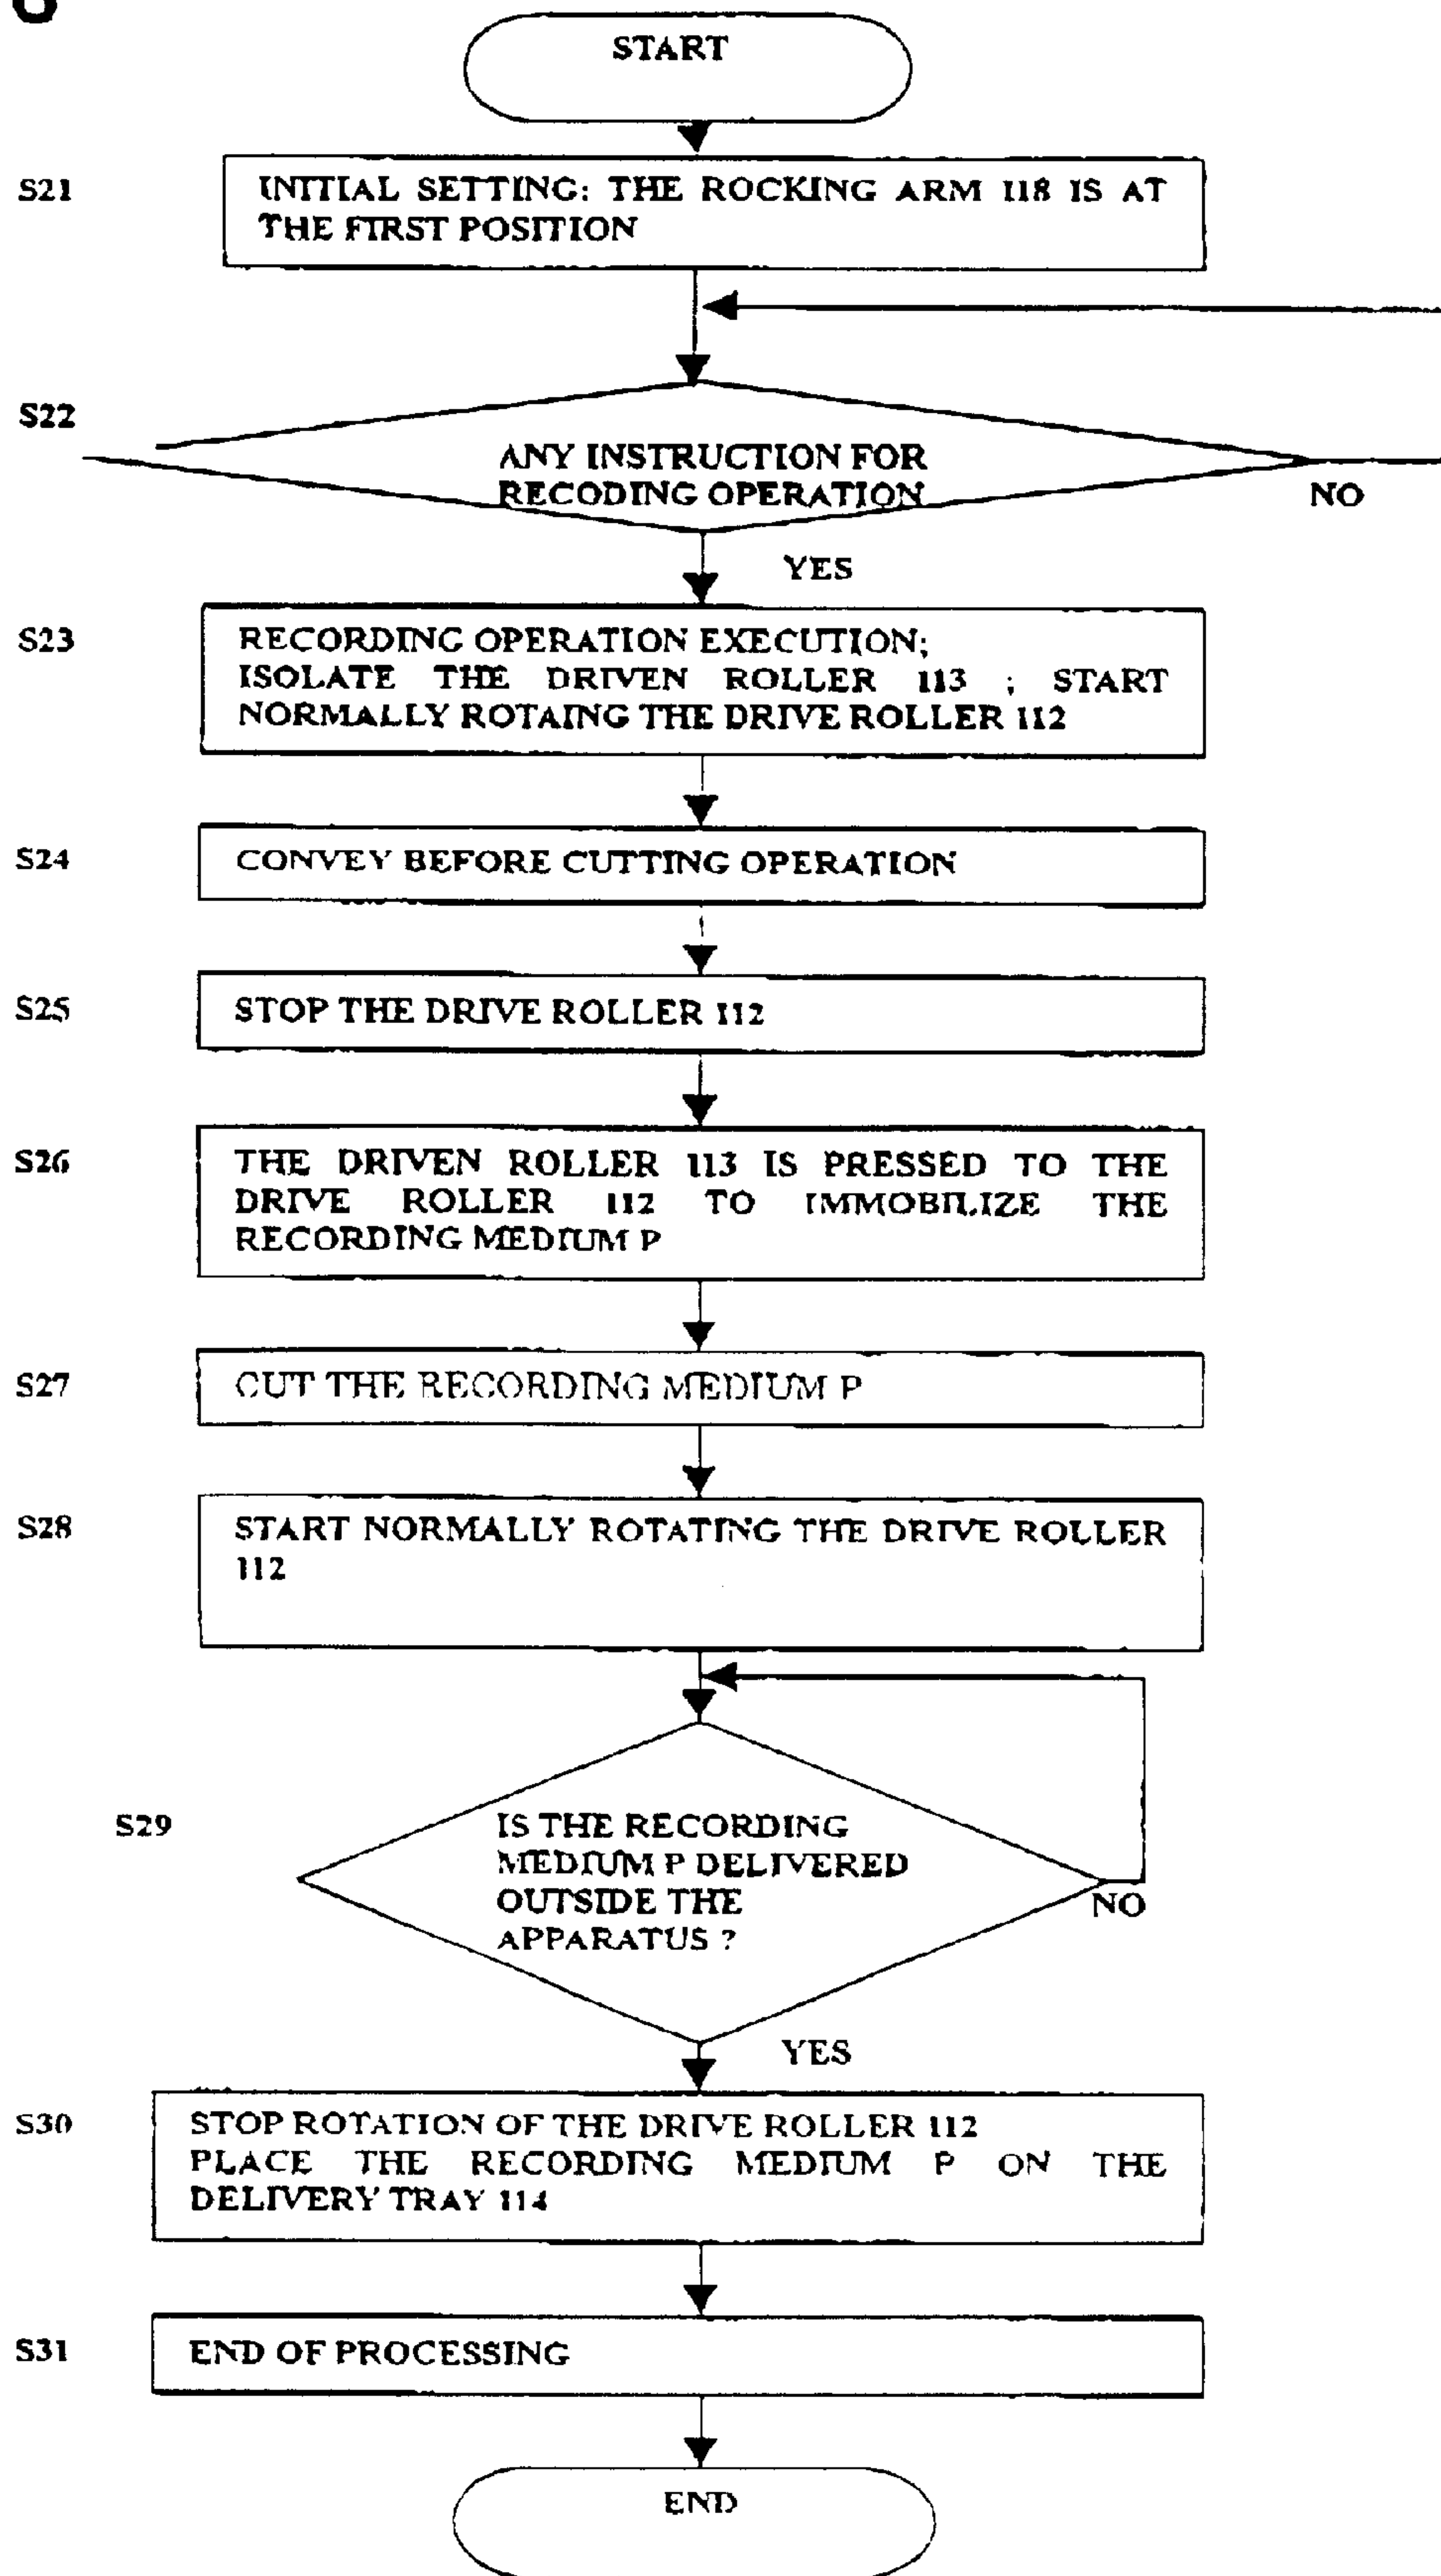 START
S21
INITIAL SETTING: THE ROCKING ARM 118 IS AT
THE FIRST POSITION
S22
ANY INSTRUCTION FOR
RECODING OPERATION
NO
YES
S23
RECORDING OPERATION EXECUTION;
ISOLATE THE DRIVEN ROLLER 113 ; START
NORMALLY ROTAING THE DRIVE ROLLER 112
S24
CONVEY BEFORE CUTTING OPERATION
S25
STOP THE DRIVE ROLLER 112
S26
THE DRIVEN ROLLER 113 IS PRESSED TO THE
DRIVE ROLLER 112 TO IMMOBILIZE THE
RECORDING MEDIUM P
S27
CUT THE RECORDING MEDIUM P
S28
START NORMALLY ROTATING THE DRIVE ROLLER
112
S29
IS THE RECORDING
MEDIUM P DELIVERED
OUTSIDE THE
APPARATUS ?
NO
YES
S30
STOP ROTATION OF THE DRIVE ROLLER 112
PLACE THE RECORDING MEDIUM P ON THE
DELIVERY TRAY 114
S31
END OF PROCESSING
END